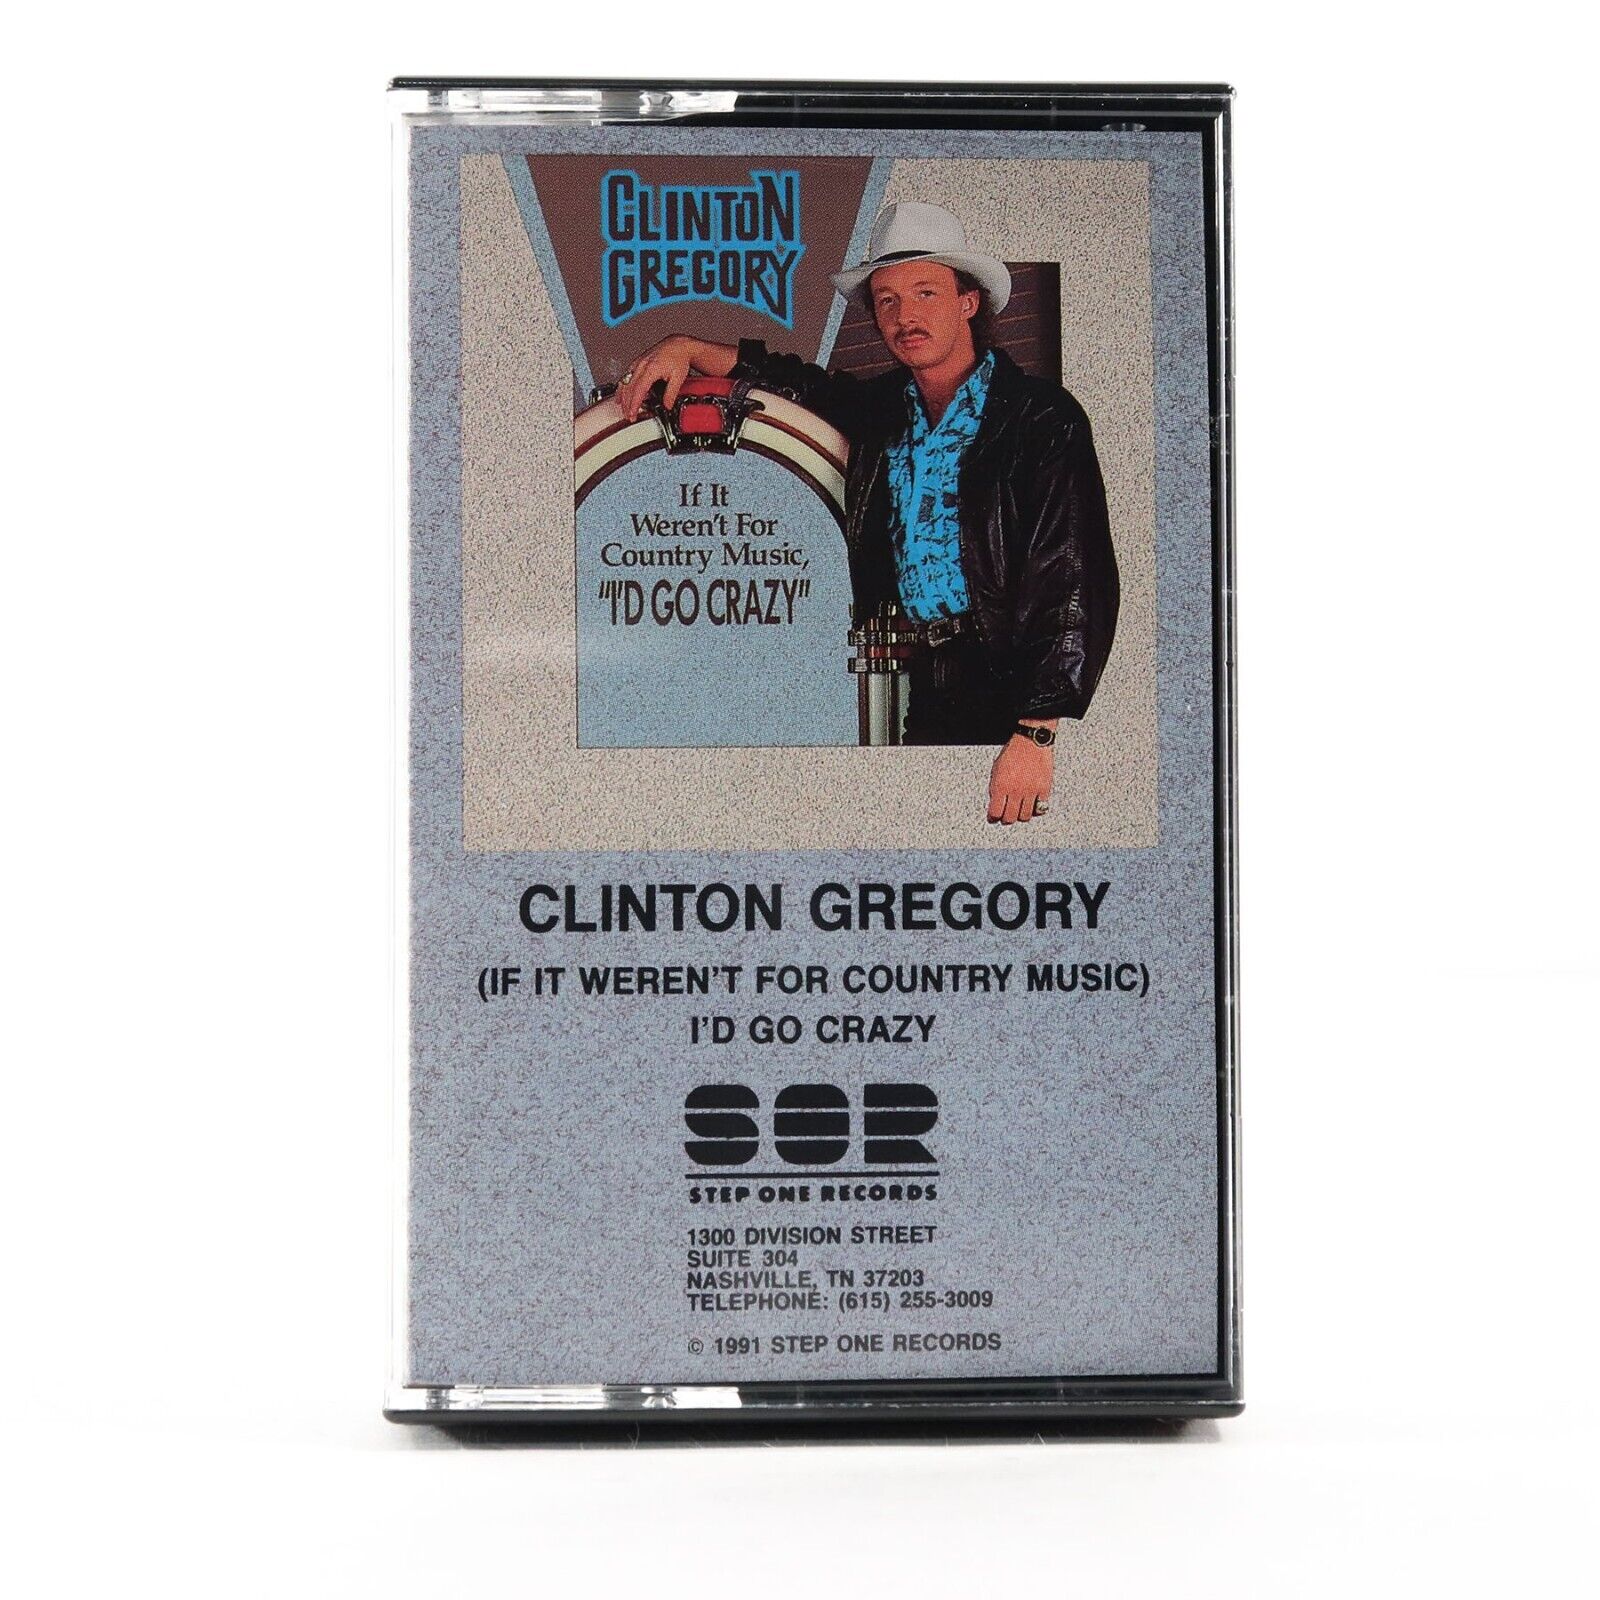 CLINTON
GREGORY
If It
Weren't For
Country Music,
"I'D GO CRAZY"
CLINTON GREGORY
(IF IT WEREN'T FOR COUNTRY MUSIC)
I'D GO CRAZY
SOR
STEP ONE RECORDS
1300 DIVISION STREET
SUITE 304
NASHVILLE, TN 37203
TELEPHONE: (615) 255-3009
© 1991 STEP ONE RECORDS